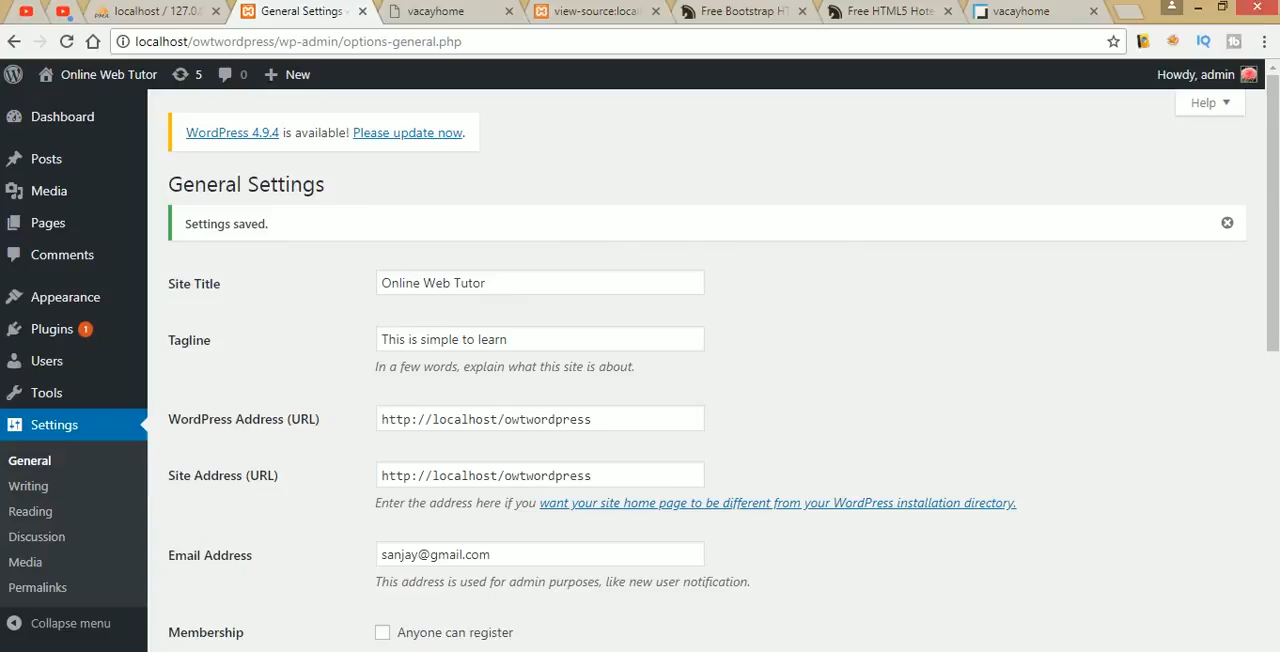 localhost / 127.0.
General Settings
vacayhome
view-source:local
Free Bootstrap HT
Free HTML5 Hote
vacayhome
localhost/owtwordpress/wp-admin/options-general.php
IQ
tb
Online Web Tutor 5 0 + New Howdy, admin
Help ▼
Dashboard
Posts
Media
Pages
Comments
Appearance
Plugins 1
Users
Tools
Settings
General
Writing
Reading
Discussion
Media
Permalinks
Collapse menu
WordPress 4.9.4 is available! Please update now.
General Settings
Settings saved.
Site Title Online Web Tutor
Tagline This is simple to learn
In a few words, explain what this site is about.
WordPress Address (URL) http://localhost/owtwordpress
Site Address (URL) http://localhost/owtwordpress
Enter the address here if you want your site home page to be different from your WordPress installation directory.
Email Address sanjay@gmail.com
This address is used for admin purposes, like new user notification.
Membership Anyone can register